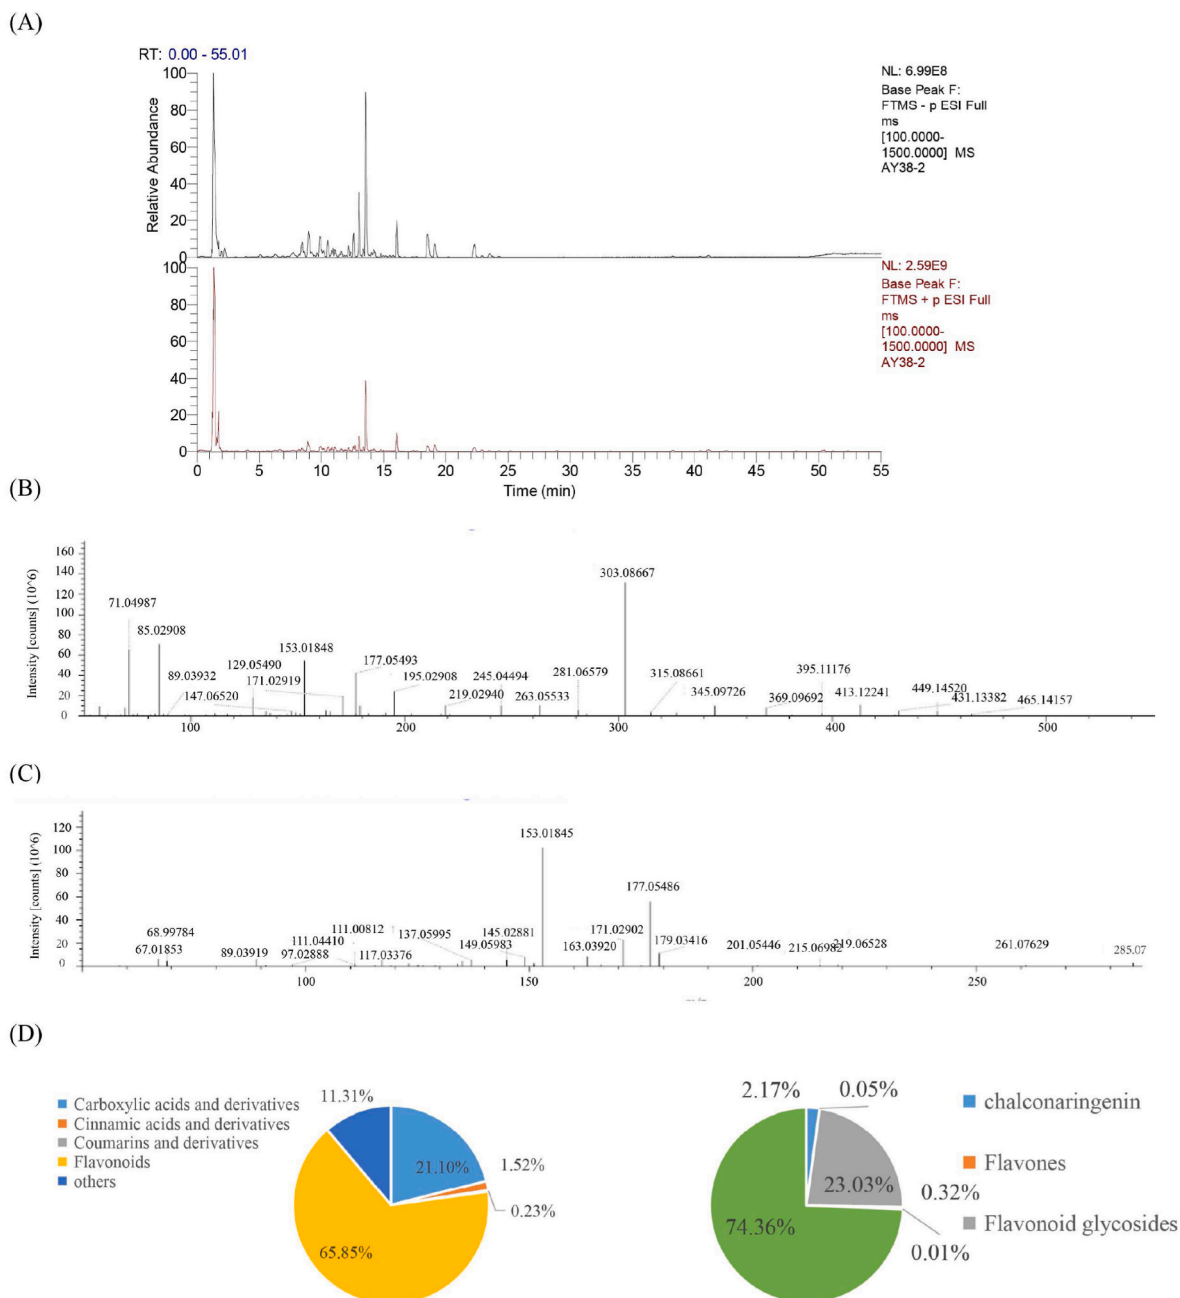 (A)
RT: 0.00 - 55.01
100
80
60
40
20
0
Relative Abundance
NL: 6.99E8
Base Peak F:
FTMS - p ESI Full
ms
[100.0000-
1500.0000] MS
AY38-2
100
80
60
40
20
0
NL: 2.59E9
Base Peak F:
FTMS + p ESI Full
ms
[100.0000-
1500.0000] MS
AY38-2
0 5 10 15 20 25 30 35 40 45 50 55
Time (min)
(B)
Intensity [counts] (10^6)
160
140
120
100
80
60
40
20
0
71.04987
85.02908
89.03932
129.05490
147.06520
171.02919
153.01848
177.05493
195.02908
219.02940
245.04494
263.05533
281.06579
303.08667
315.08661
345.09726
369.09692
395.11176
413.12241
449.14520
431.13382
465.14157
100 200 300 400 500
(C)
Intensity [counts] (10^6)
120
100
80
60
40
20
0
68.99784
67.01853
89.03919
97.02888
111.04410
111.00812
117.03376
137.05995
149.05983
145.02881
153.01845
163.03920
171.02902
177.05486
179.03416
201.05446
215.06982
219.06528
261.07629
285.07
100 150 200 250
(D)
Carboxylic acids and derivatives
Cinnamic acids and derivatives
Coumarins and derivatives
Flavonoids
others
11.31%
21.10%
1.52%
0.23%
65.85%
2.17%
0.05%
23.03%
0.32%
0.01%
74.36%
chalconaringenin
Flavones
Flavonoid glycosides